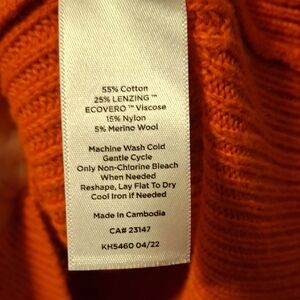 55% Cotton
25% LENZING™
ECOVERO™ Viscose
15% Nylon
5% Merino Wool
Machine Wash Cold
Gentle Cycle
Only Non-Chlorine Bleach
When Needed
Reshape, Lay Flat To Dry
Cool Iron if Needed
Made in Cambodia
CA# 23147
KH5460 04/22